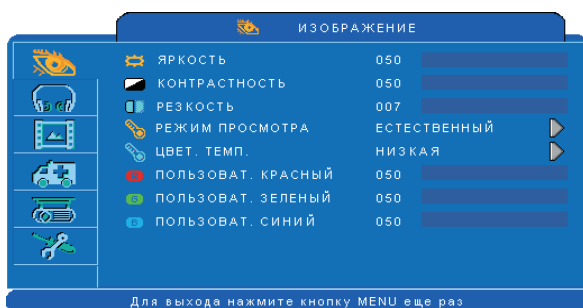 ИЗОБРАЖЕНИЕ
ЯРКОСТЬ 050
КОНТРАСТНОСТЬ 050
РЕЗКОСТЬ 007
РЕЖИМ ПРОСМОТРА ЕСТЕСТВЕННЫЙ
ЦВЕТ. ТЕМП. НИЗКАЯ
ПОЛЬЗОВАТ. КРАСНЫЙ 050
ПОЛЬЗОВАТ. ЗЕЛЕНЫЙ 050
ПОЛЬЗОВАТ. СИНИЙ 050
Для выхода нажмите кнопку MENU еще раз